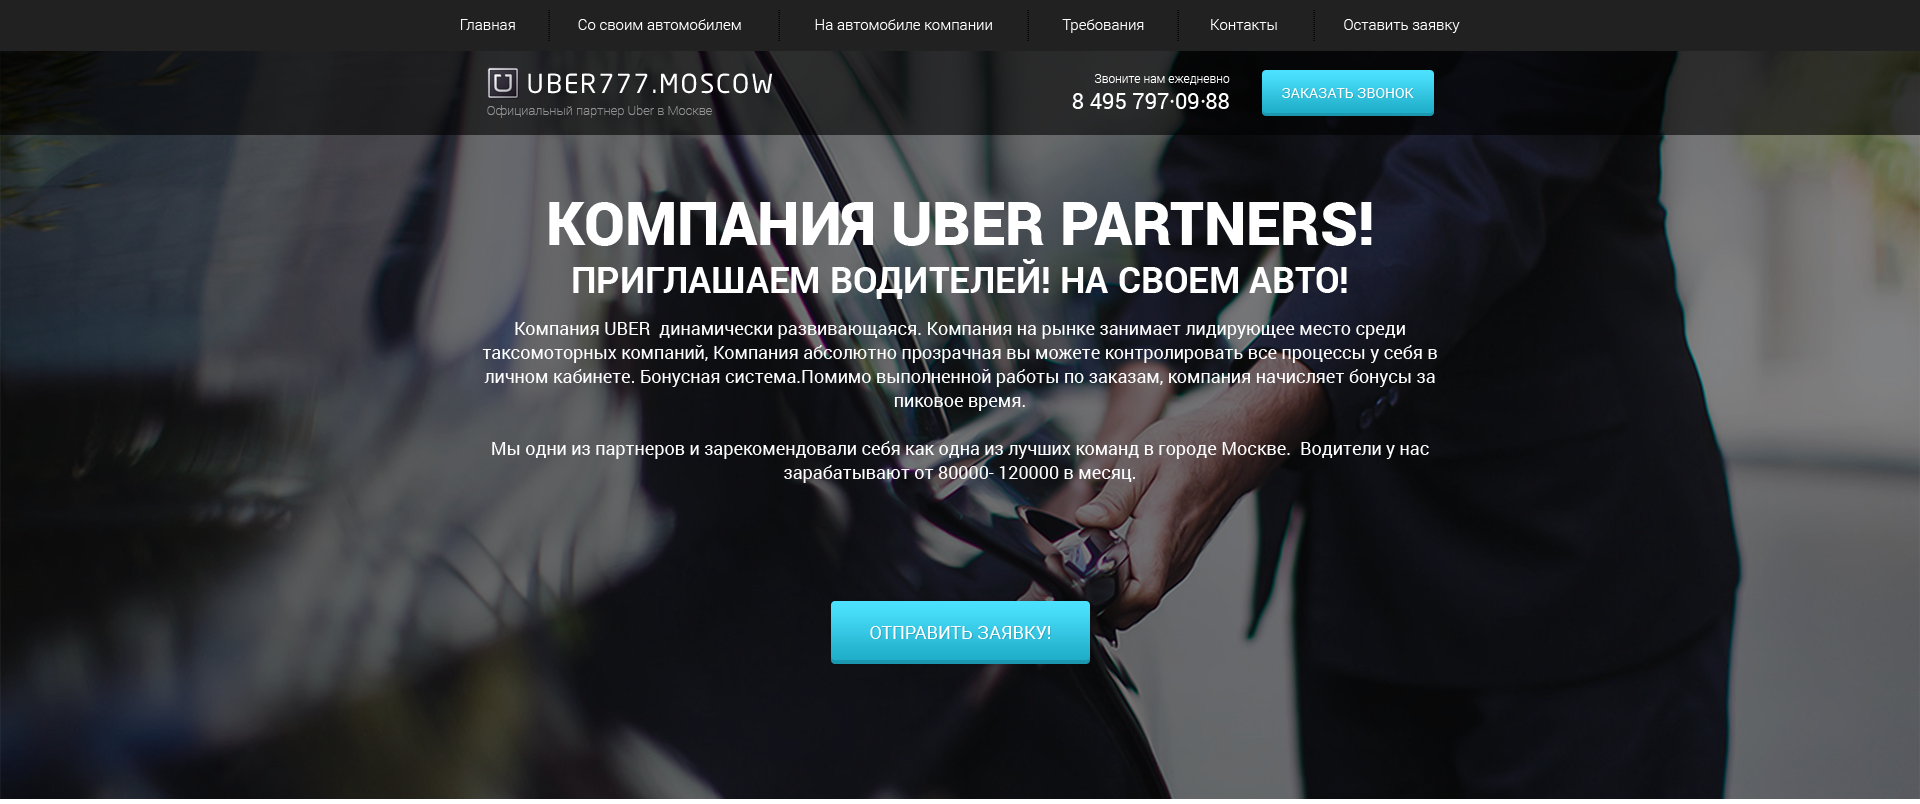 Главная
Со своим автомобилем
На автомобиле компании
Требования
Контакты
Оставить заявку
UBER777.MOSCOW
Официальный партнер Uber в Москве
Звоните нам ежедневно
8 495 797·09·88
ЗАКАЗАТЬ ЗВОНОК
КОМПАНИЯ UBER PARTNERS!
ПРИГЛАШАЕМ ВОДИТЕЛЕЙ! НА СВОЕМ АВТО!
Компания UBER  динамически развивающаяся. Компания на рынке занимает лидирующее место среди
таксомоторных компаний, Компания абсолютно прозрачная вы можете контролировать все процессы у себя в
личном кабинете. Бонусная система.Помимо выполненной работы по заказам, компания начисляет бонусы за
пиковое время.
Мы одни из партнеров и зарекомендовали себя как одна из лучших команд в городе Москве.  Водители у нас
зарабатывают от 80000- 120000 в месяц.
ОТПРАВИТЬ ЗАЯВКУ!